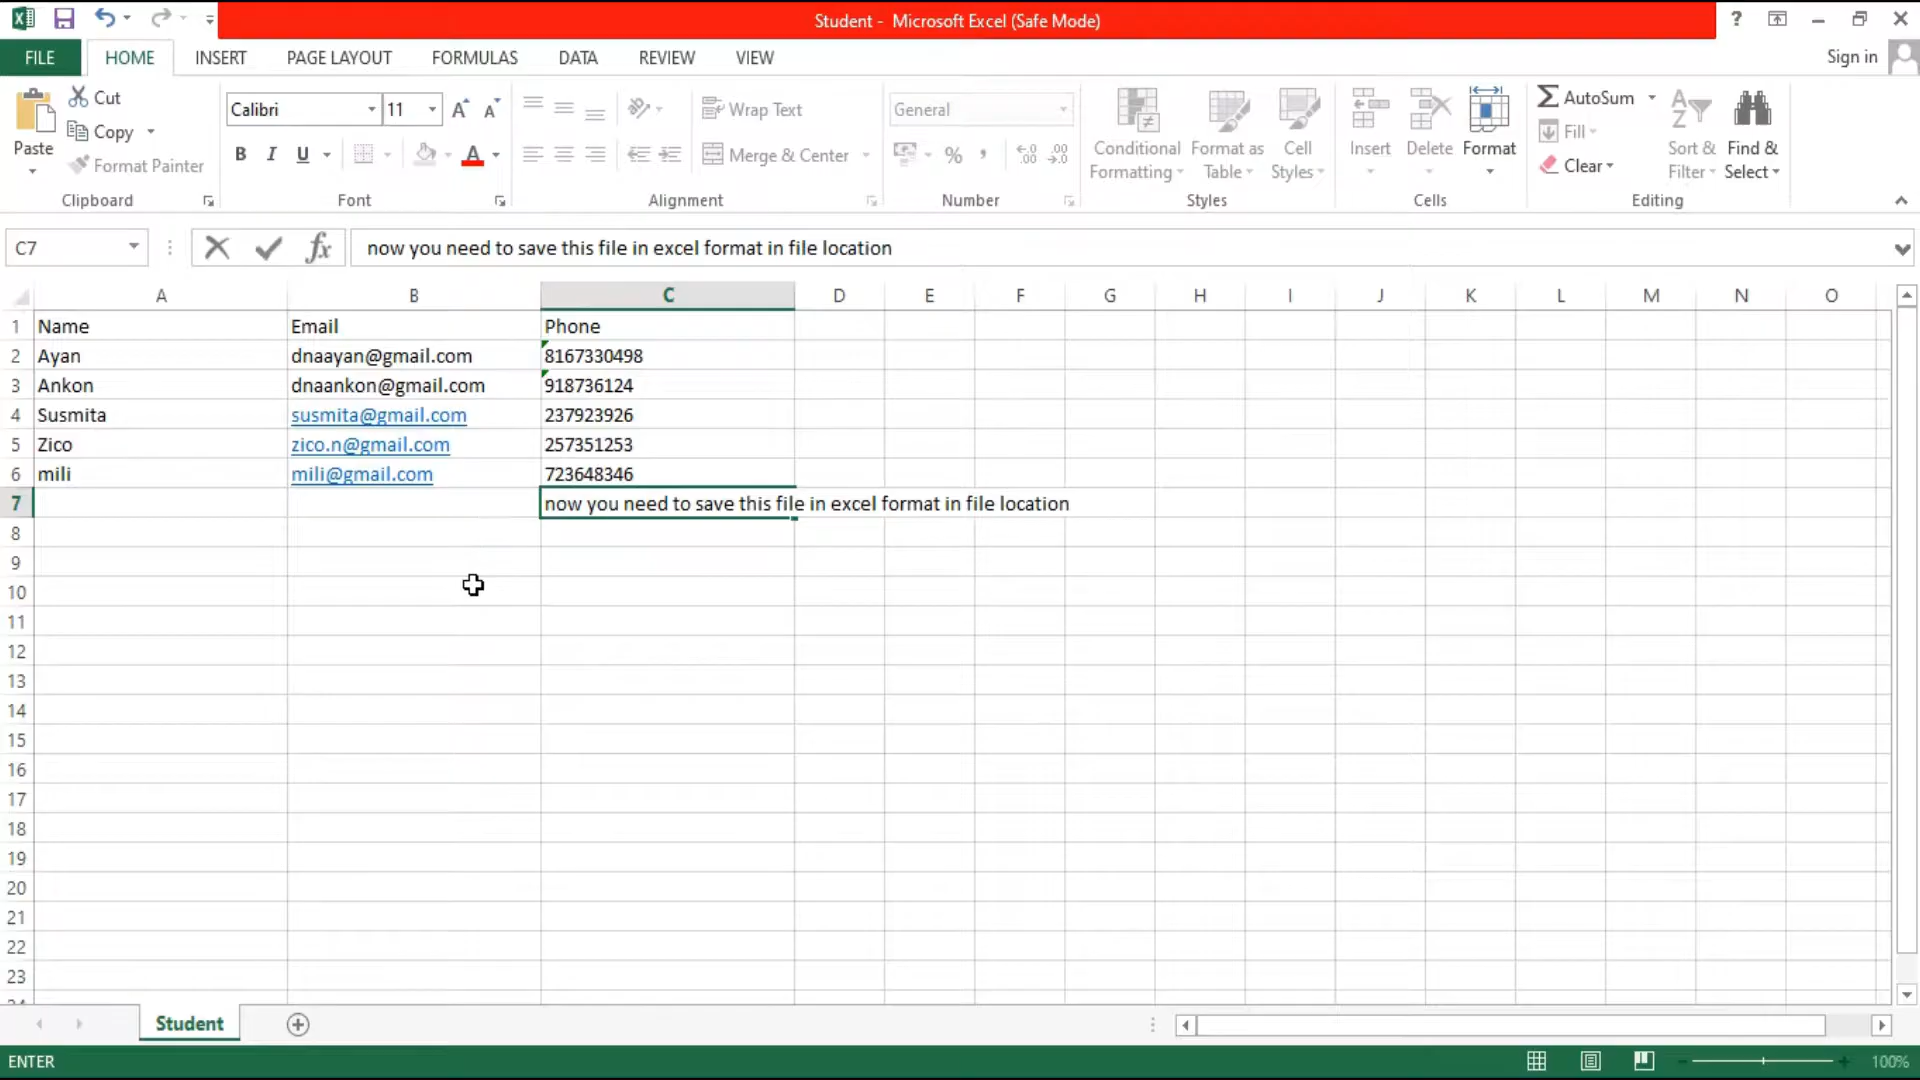 Student - Microsoft Excel (Safe Mode)
?
FILE HOME INSERT PAGE LAYOUT FORMULAS DATA REVIEW VIEW Sign in
Paste
Cut
Copy
Format Painter
Clipboard
Calibri 11
B I U
Font
Wrap Text
Merge & Center
Alignment
General
%
Number
Conditional Formatting
Format as Table
Cell Styles
Styles
Insert
Delete
Format
Cells
AutoSum
Fill
Clear
Sort & Filter
Find & Select
Editing
C7 fx now you need to save this file in excel format in file location
A B C D E F G H I J K L M N O
1 Name Email Phone
2 Ayan dnaayan@gmail.com 8167330498
3 Ankon dnaankon@gmail.com 918736124
4 Susmita susmita@gmail.com 237923926
5 Zico zico.n@gmail.com 257351253
6 mili mili@gmail.com 723648346
7 now you need to save this file in excel format in file location
8
9
10
11
12
13
14
15
16
17
18
19
20
21
22
23
24
Student
ENTER 100%